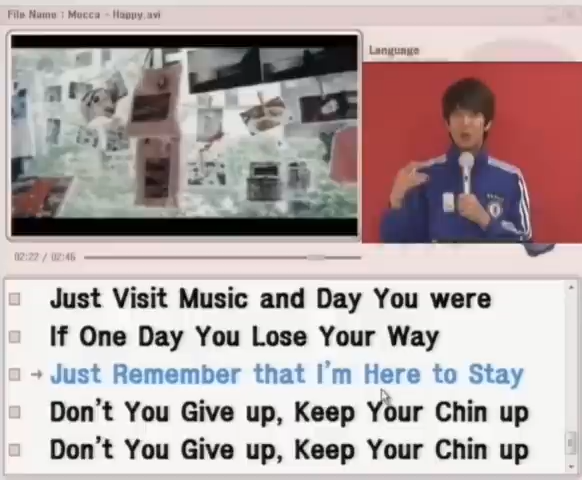 File Name : Mocca - Happy.avi
Language
02:22 / 02:46
Just Visit Music and Day You were
If One Day You Lose Your Way
Just Remember that I'm Here to Stay
Don't You Give up, Keep Your Chin up
Don't You Give up, Keep Your Chin up